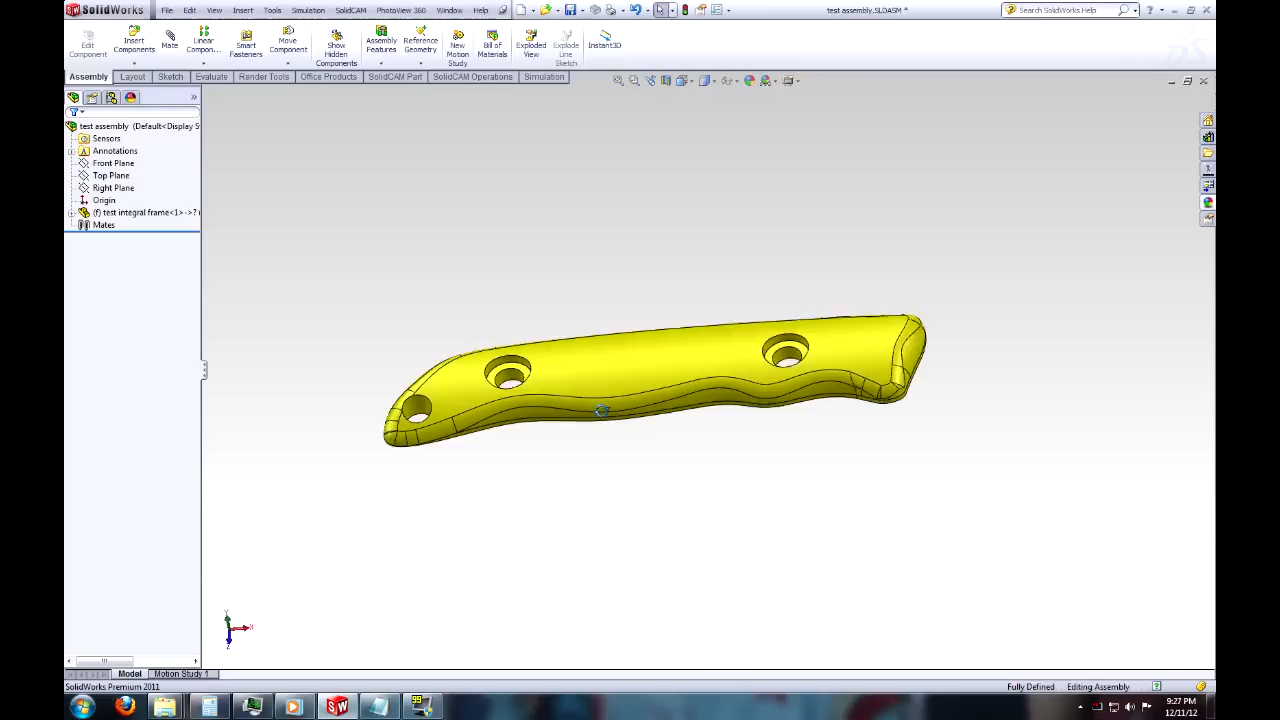 SolidWorks File Edit View Insert Tools Simulation SolidCAM PhotoView 360 Window Help test assembly.SLDASM * Search SolidWorks Help
Edit Component
Insert Components
Mate
Linear Compon...
Smart Fasteners
Move Component
Show Hidden Components
Assembly Features
Reference Geometry
New Motion Study
Bill of Materials
Exploded View
Explode Line Sketch
Instant3D
Assembly Layout Sketch Evaluate Render Tools Office Products SolidCAM Part SolidCAM Operations Simulation
test assembly (Default<Display S
Sensors
Annotations
Front Plane
Top Plane
Right Plane
Origin
(f) test integral frame<1> ->? (
Mates
Y
X
Z
Model Motion Study 1
SolidWorks Premium 2011 Fully Defined Editing Assembly
99
9:27 PM
12/11/12